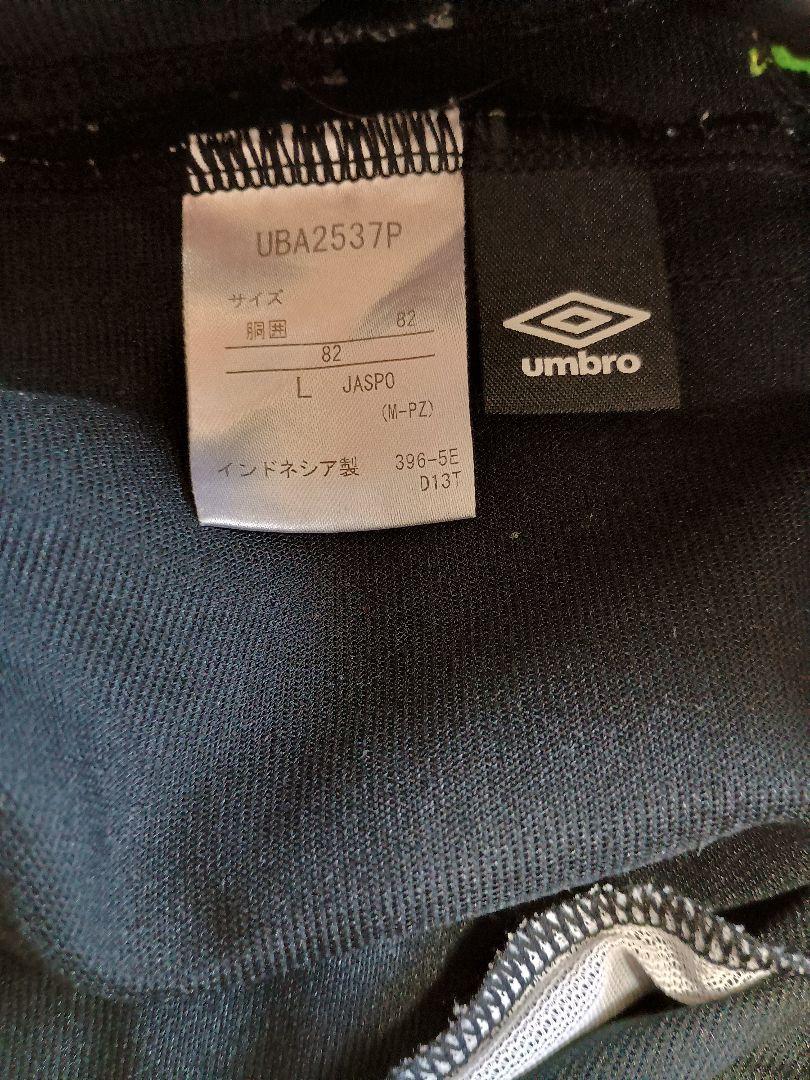 UBA2537P
サイズ
胴囲 82
82
L JASPO
(M-PZ)
インドネシア製 396-5E
D13T
umbro